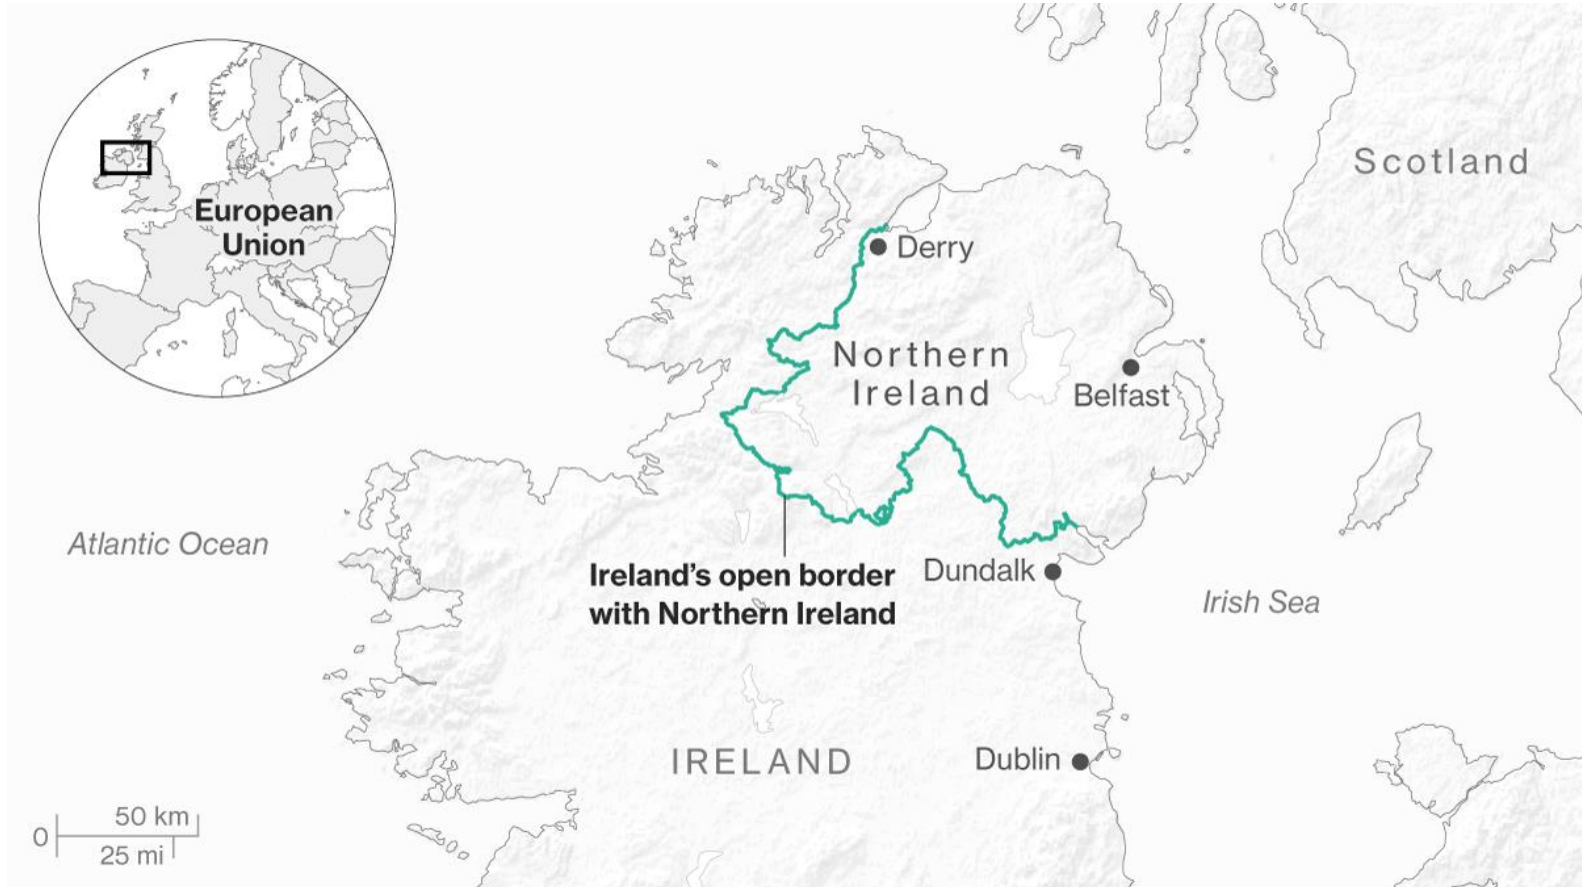 European
Union
Scotland
Derry
Northern
Ireland
Belfast
Atlantic Ocean
Ireland’s open border
with Northern Ireland
Dundalk
Irish Sea
IRELAND
Dublin
0
50 km
25 mi